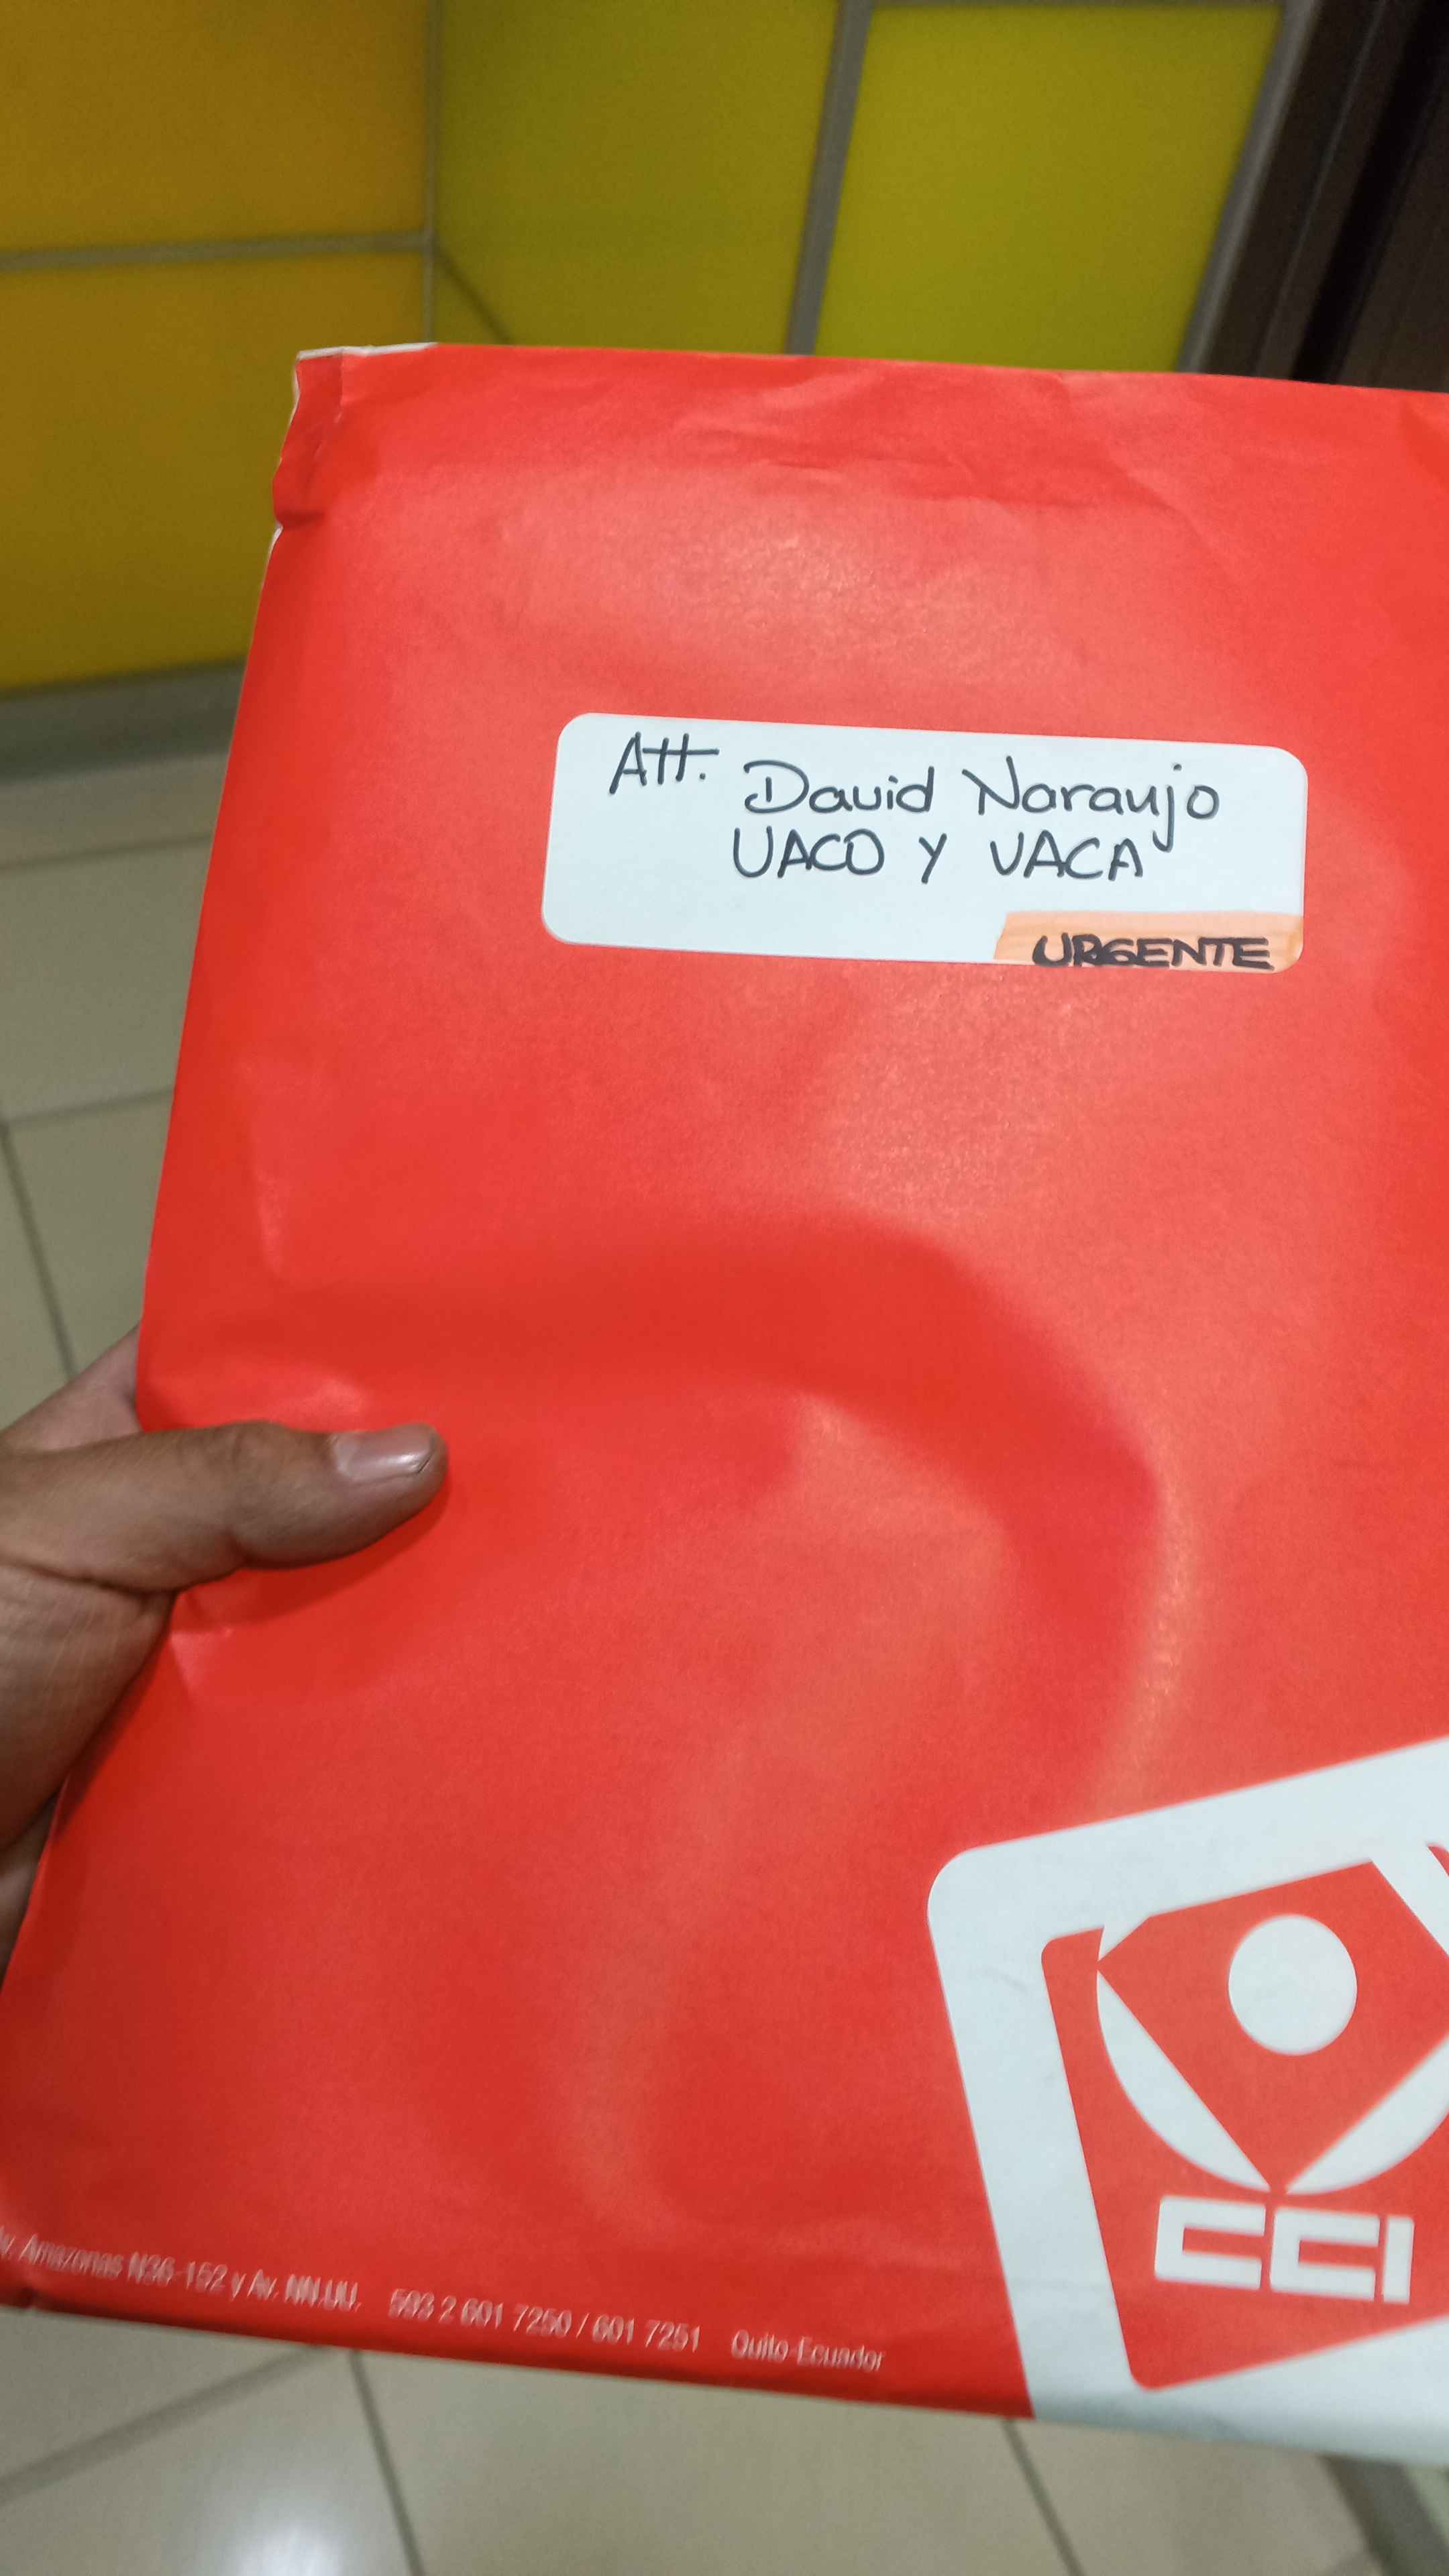 Att. David Naranjo
VACO Y VACA
URGENTE
CCI
Av. Amazonas N36-152 y Av. NN.UU. 593 2 601 7250 / 601 7251 Quito-Ecuador